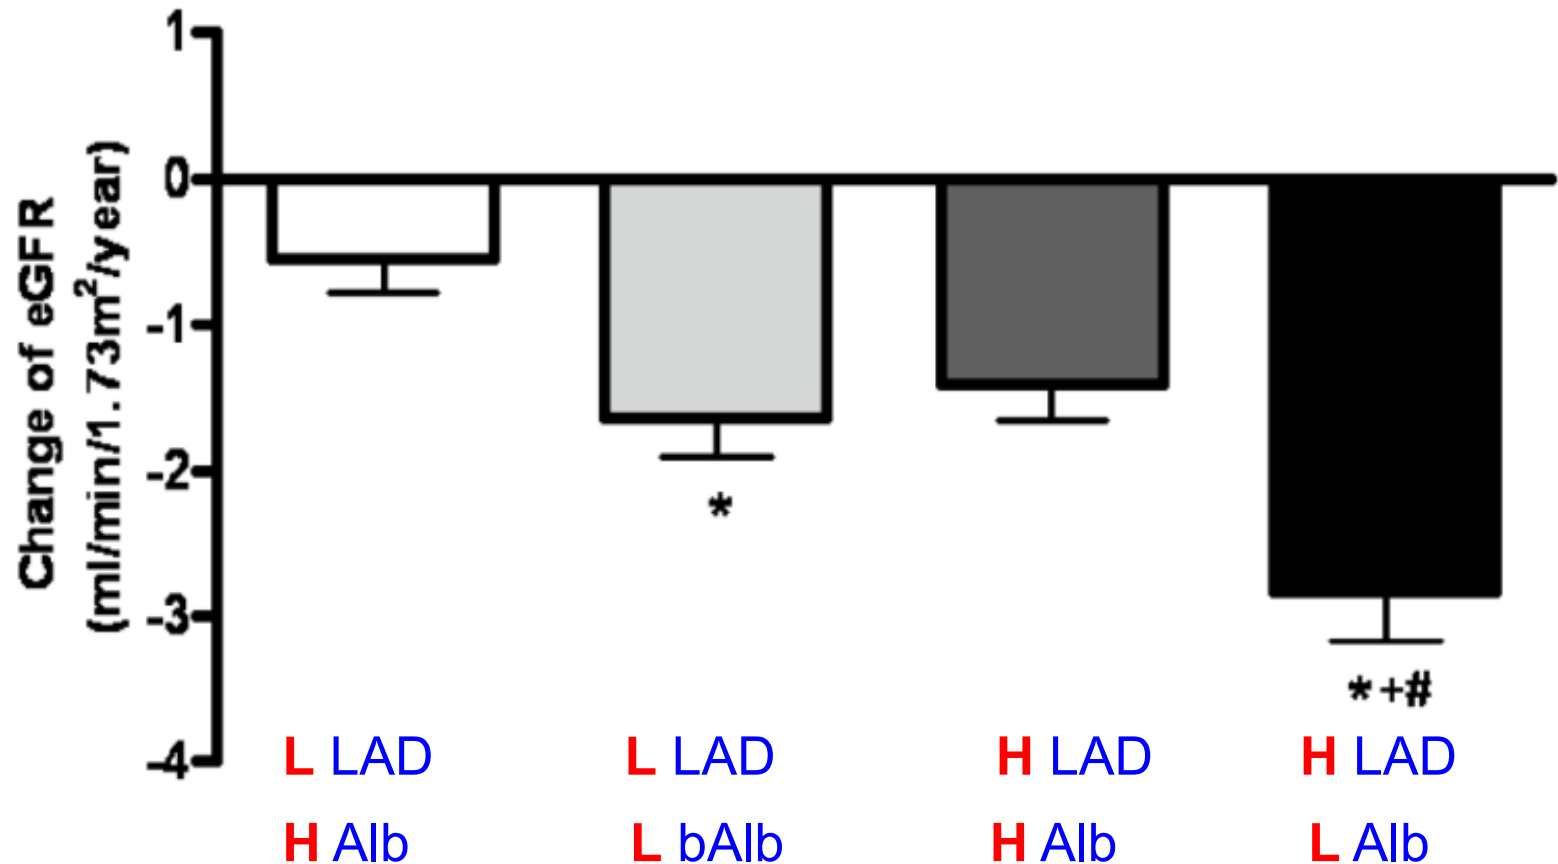 Change of eGFR
(ml/min/1.73m²/year)
1
0
-1
-2
-3
-4
*
*+#
L LAD
H Alb
L LAD
L bAlb
H LAD
H Alb
H LAD
L Alb